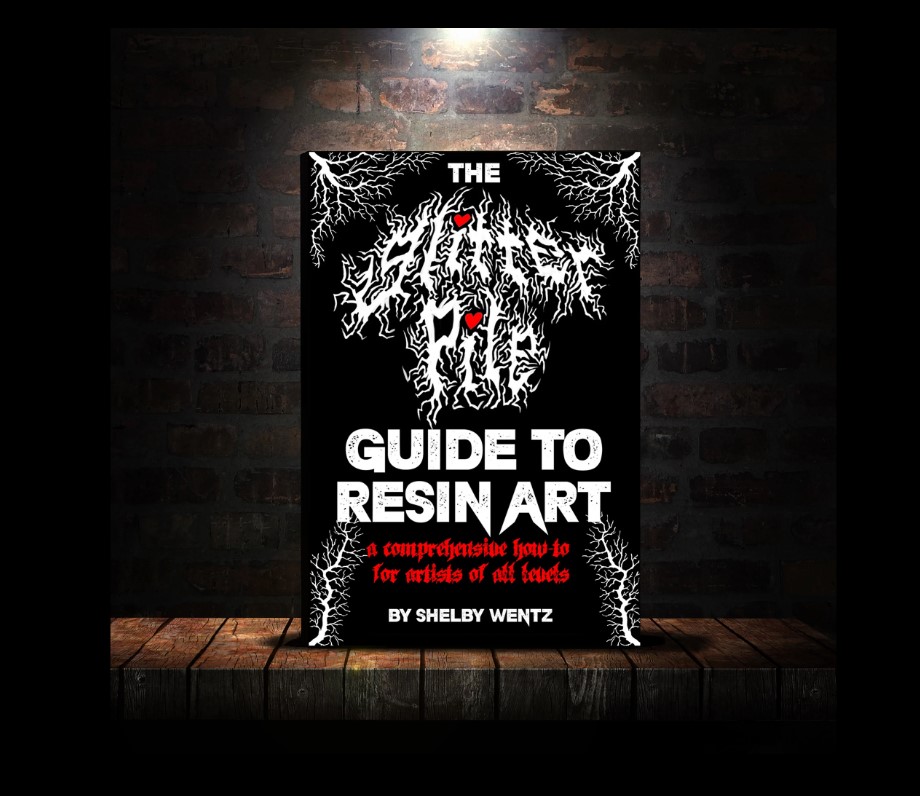 THE
Glitter
Pile
GUIDE TO
RESIN ART
a comprehensive how-to
for artists of all levels
BY SHELBY WENTZ